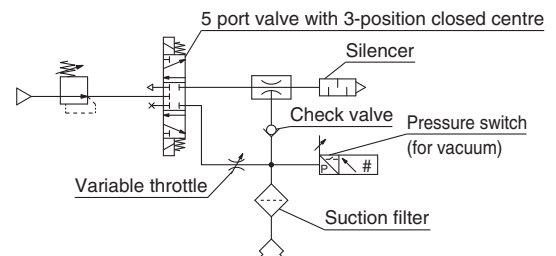 5 port valve with 3-position closed centre
Silencer
Check valve
Pressure switch
(for vacuum)
P
#
Variable throttle
Suction filter